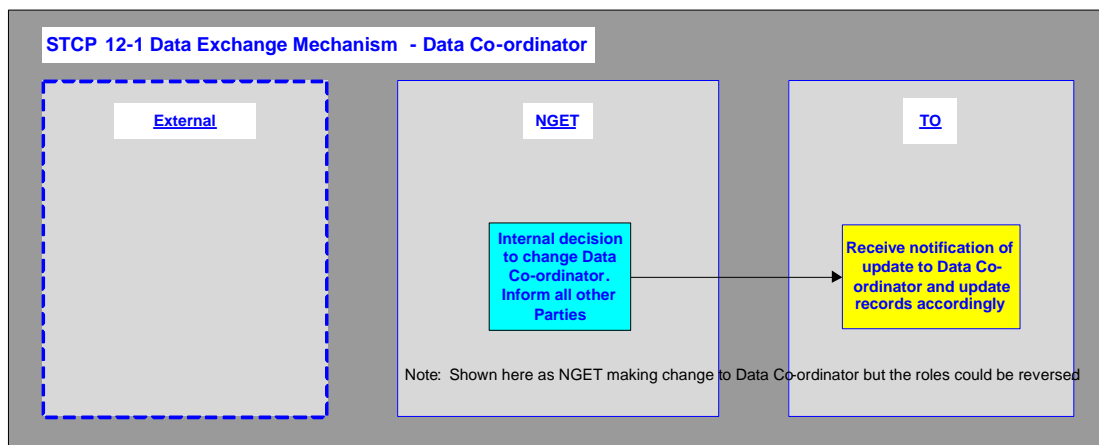 STCP 12-1 Data Exchange Mechanism - Data Co-ordinator
External
NGET
TO
Internal decision
to change Data
Co-ordinator.
Inform all other
Parties
Receive notification of
update to Data Co-
ordinator and update
records accordingly
Note: Shown here as NGET making change to Data Co-ordinator but the roles could be reversed